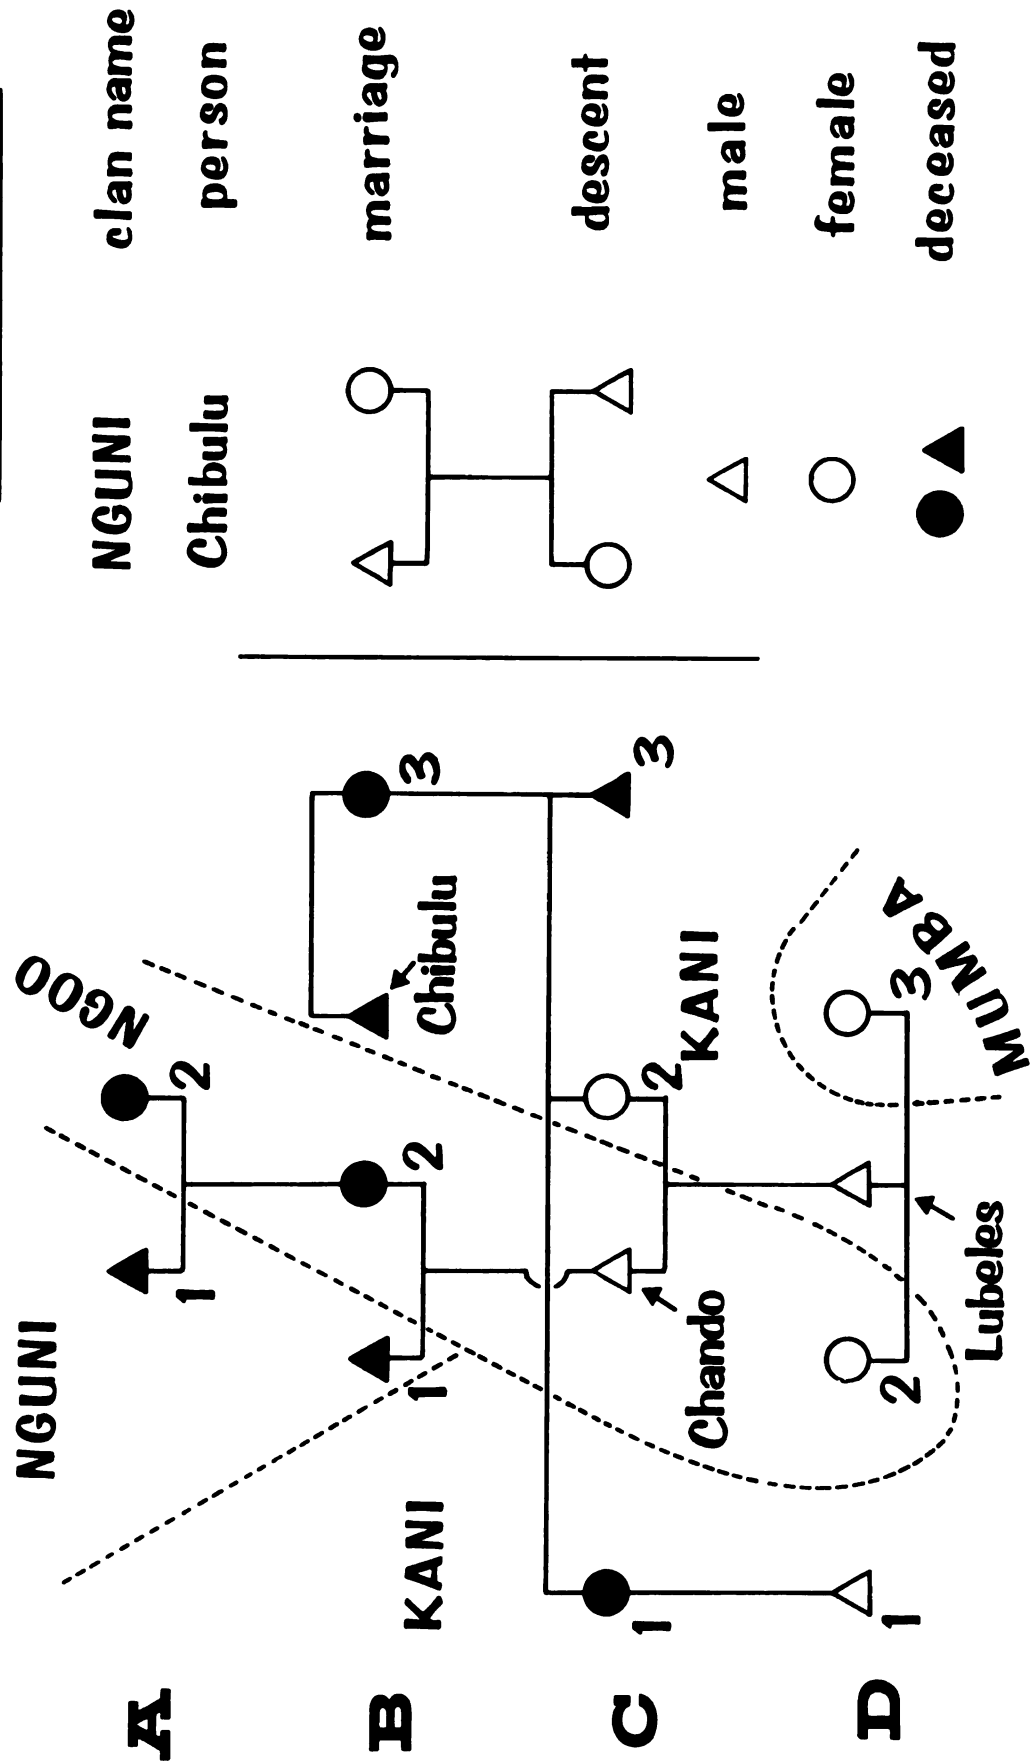 NGUNI
NGOO
A
1
2
Chibulu
B
KANI
1
2
3
C
1
Chando
2
KANI
3
D
1
2
Lubeles
3
MUMBA
NGUNI clan name
Chibulu person
marriage
descent
male
female
deceased